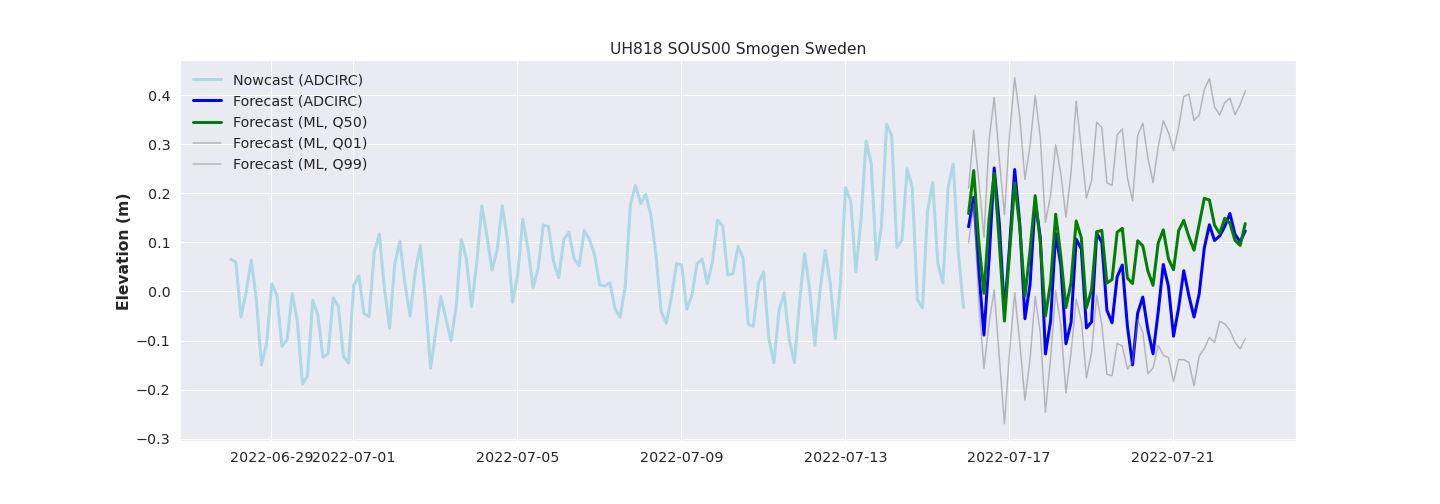 UH818 SOUS00 Smogen Sweden
Nowcast (ADCIRC)
Forecast (ADCIRC)
Forecast (ML, Q50)
Forecast (ML, Q01)
Forecast (ML, Q99)
Elevation (m)
0.4
0.3
0.2
0.1
0.0
−0.1
−0.2
−0.3
2022-06-29 2022-07-01 2022-07-05 2022-07-09 2022-07-13 2022-07-17 2022-07-21